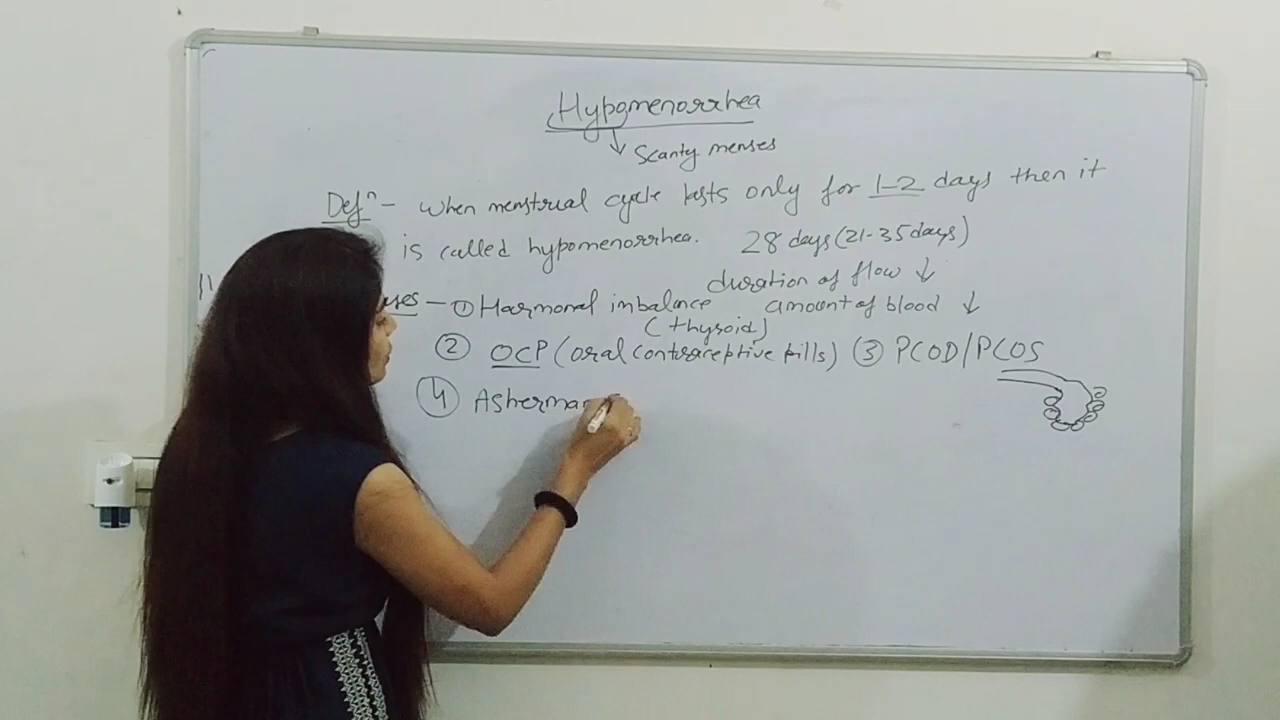 Hypomenorrhea
↓ Scanty menses
Defⁿ - When menstrual cycle lasts only for 1-2 days then it
is called hypomenorrhea. 28 days (21-35 days)
duration of flow ↓
uses - ① Harmonal imbalance amount of blood ↓
(thyroid)
② OCP (oral contraceptive pills) ③ PCOD/PCOS
④ Asherma